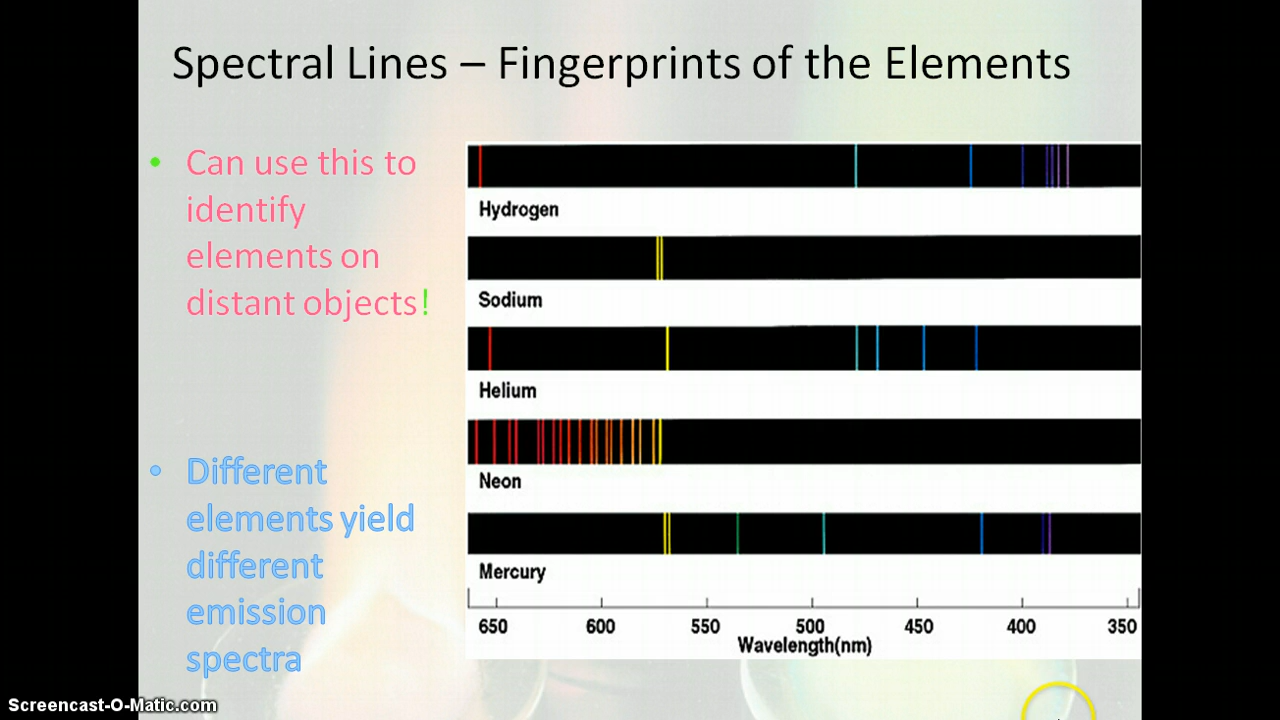 Spectral Lines – Fingerprints of the Elements
• Can use this to
identify
elements on
distant objects!
• Different
elements yield
different
emission
spectra
Hydrogen
Sodium
Helium
Neon
Mercury
650 600 550 500 450 400 350
Wavelength(nm)
Screencast-O-Matic.com